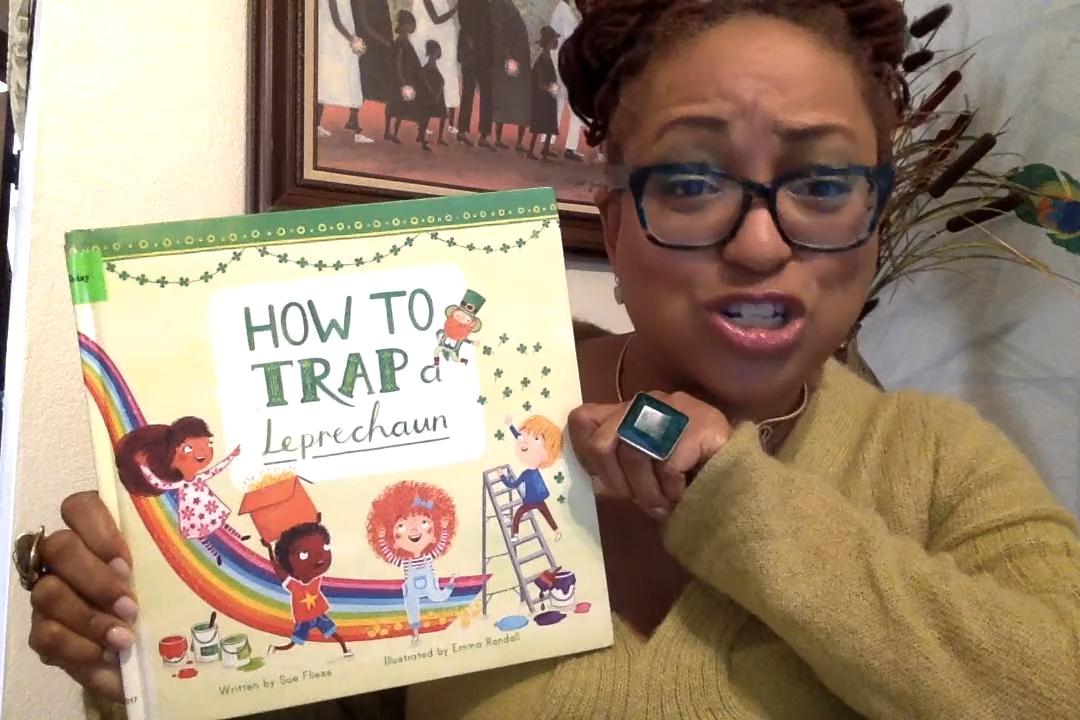 HOW TO
TRAP a
Leprechaun
Written by Sue Fliess
Illustrated by Emma Randall